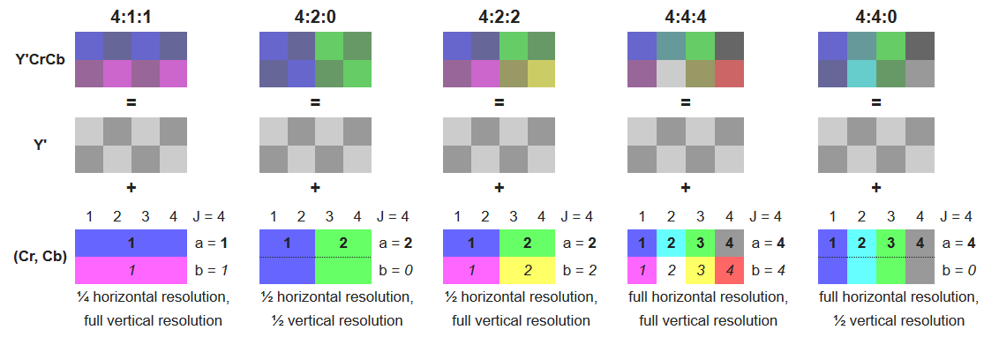 4:1:1 4:2:0 4:2:2 4:4:4 4:4:0
Y'CrCb
= = = = =
Y'
+ + + + +
1 2 3 4 J = 4 1 2 3 4 J = 4 1 2 3 4 J = 4 1 2 3 4 J = 4 1 2 3 4 J = 4
(Cr, Cb)
1 a = 1 1 2 a = 2 1 2 a = 2 1 2 3 4 a = 4 1 2 3 4 a = 4
1 b = 1 b = 0 1 2 b = 2 1 2 3 4 b = 4 b = 0
¼ horizontal resolution, ½ horizontal resolution, ½ horizontal resolution, full horizontal resolution, full horizontal resolution,
full vertical resolution ½ vertical resolution full vertical resolution full vertical resolution ½ vertical resolution